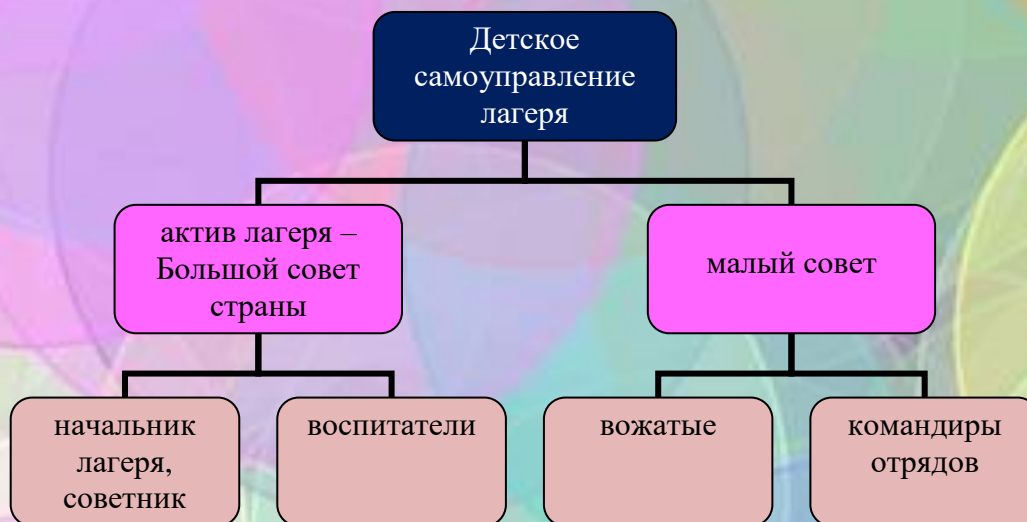 Детское
самоуправление
лагеря
актив лагеря –
Большой совет
страны
малый совет
начальник
лагеря,
советник
воспитатели
вожатые
командиры
отрядов